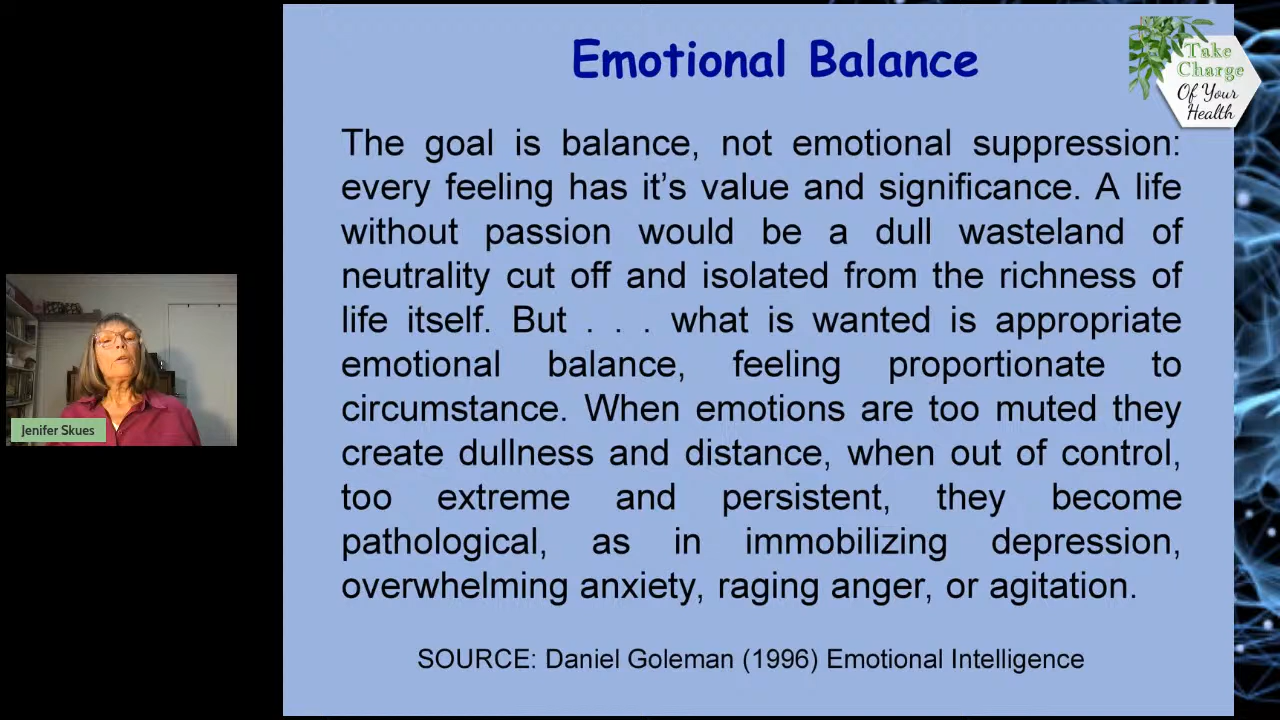 Emotional Balance
Take
Charge
Of Your
Health
The goal is balance, not emotional suppression:
every feeling has it’s value and significance. A life
without passion would be a dull wasteland of
neutrality cut off and isolated from the richness of
life itself. But . . . what is wanted is appropriate
emotional balance, feeling proportionate to
circumstance. When emotions are too muted they
create dullness and distance, when out of control,
too extreme and persistent, they become
pathological, as in immobilizing depression,
overwhelming anxiety, raging anger, or agitation.
SOURCE: Daniel Goleman (1996) Emotional Intelligence
Jenifer Skues